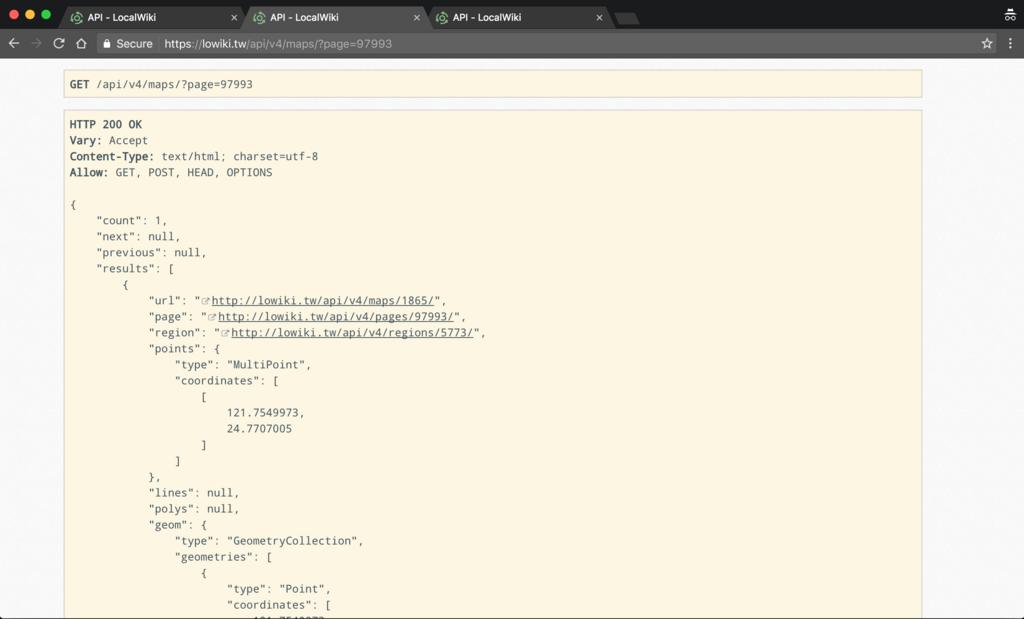 API - LocalWiki
API - LocalWiki
API - LocalWiki
Secure https://lowiki.tw/api/v4/maps/?page=97993
GET /api/v4/maps/?page=97993
HTTP 200 OK
Vary: Accept
Content-Type: text/html; charset=utf-8
Allow: GET, POST, HEAD, OPTIONS
{
"count": 1,
"next": null,
"previous": null,
"results": [
{
"url": "http://lowiki.tw/api/v4/maps/1865/",
"page": "http://lowiki.tw/api/v4/pages/97993/",
"region": "http://lowiki.tw/api/v4/regions/5773/",
"points": {
"type": "MultiPoint",
"coordinates": [
[
121.7549973,
24.7707005
]
]
},
"lines": null,
"polys": null,
"geom": {
"type": "GeometryCollection",
"geometries": [
{
"type": "Point",
"coordinates": [